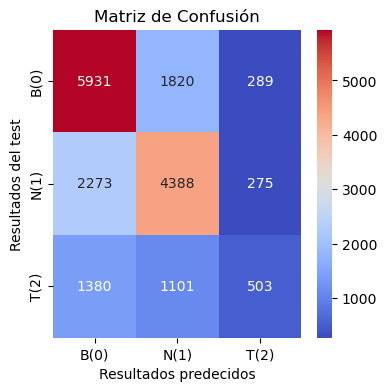 Matriz de Confusión
Resultados del test
B(0)
5931 1820 289
N(1)
2273 4388 275
T(2)
1380 1101 503
B(0) N(1) T(2)
Resultados predecidos
5000
4000
3000
2000
1000